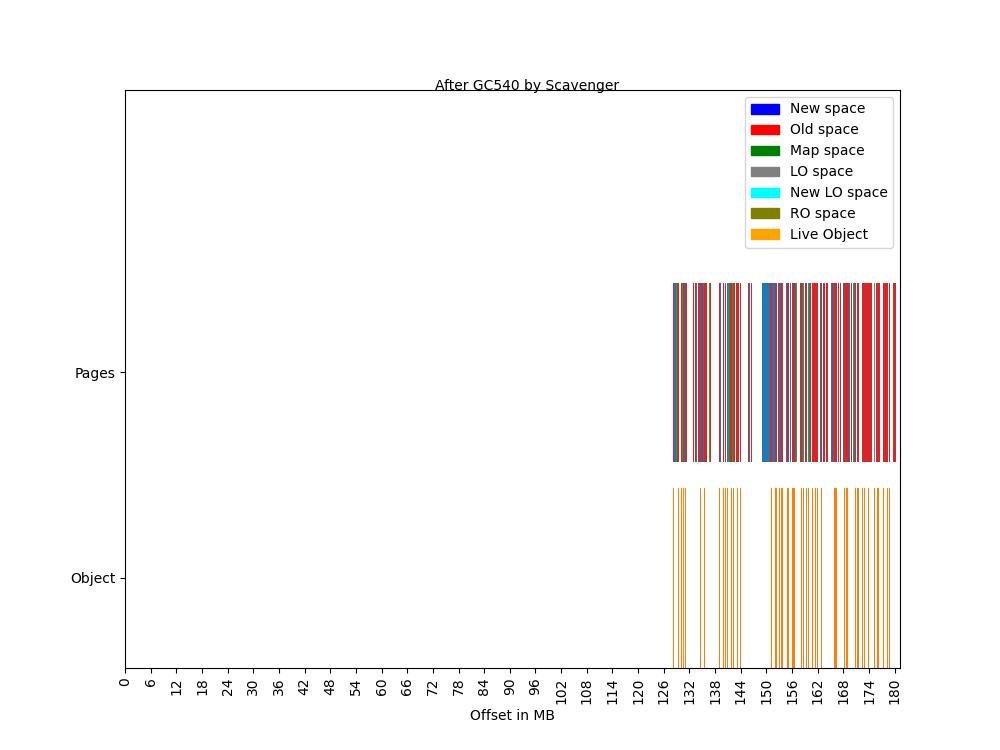 After GC540 by Scavenger
New space
Old space
Map space
LO space
New LO space
RO space
Live Object
Pages
Object
0 6 12 18 24 30 36 42 48 54 60 66 72 78 84 90 96 102 108 114 120 126 132 138 144 150 156 162 168 174 180
Offset in MB